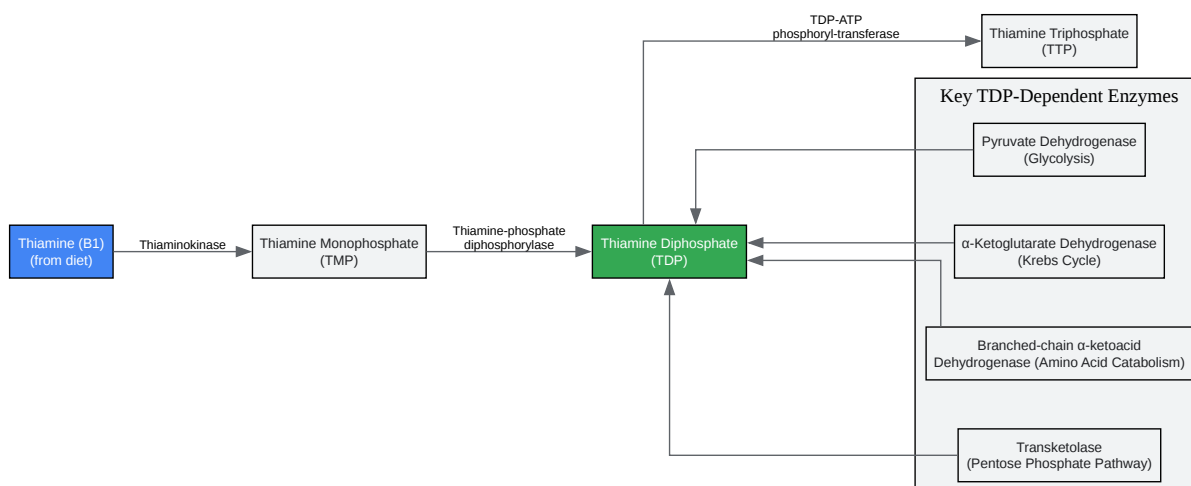 TDP-ATP
phosphoryl-transferase
Thiamine Triphosphate
(TTP)
Key TDP-Dependent Enzymes
Pyruvate Dehydrogenase
(Glycolysis)
Thiamine (B1)
(from diet)
Thiaminokinase
Thiamine Monophosphate
(TMP)
Thiamine-phosphate
diphosphorylase
Thiamine Diphosphate
(TDP)
α-Ketoglutarate Dehydrogenase
(Krebs Cycle)
Branched-chain α-ketoacid
Dehydrogenase (Amino Acid Catabolism)
Transketolase
(Pentose Phosphate Pathway)